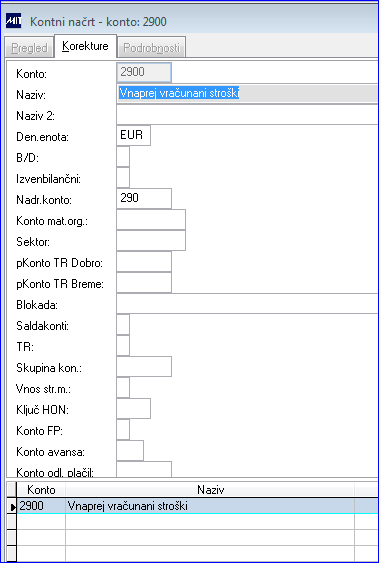 MIT Kontni načrt - konto: 2900
Pregled Korekture Podrobnosti
Konto: 2900
Naziv: Vnaprej vračunani stroški
Naziv 2:
Den.enota: EUR
B/D:
Izvenbilančni:
Nadr.konto: 290
Konto mat.org.:
Sektor:
pKonto TR Dobro:
pKonto TR Breme:
Blokada:
Saldakonti:
TR:
Skupina kon.:
Vnos str.m.:
Ključ HON:
Konto FP:
Konto avansa:
Konto odl. plačil:
Konto Naziv
2900 Vnaprej vračunani stroški